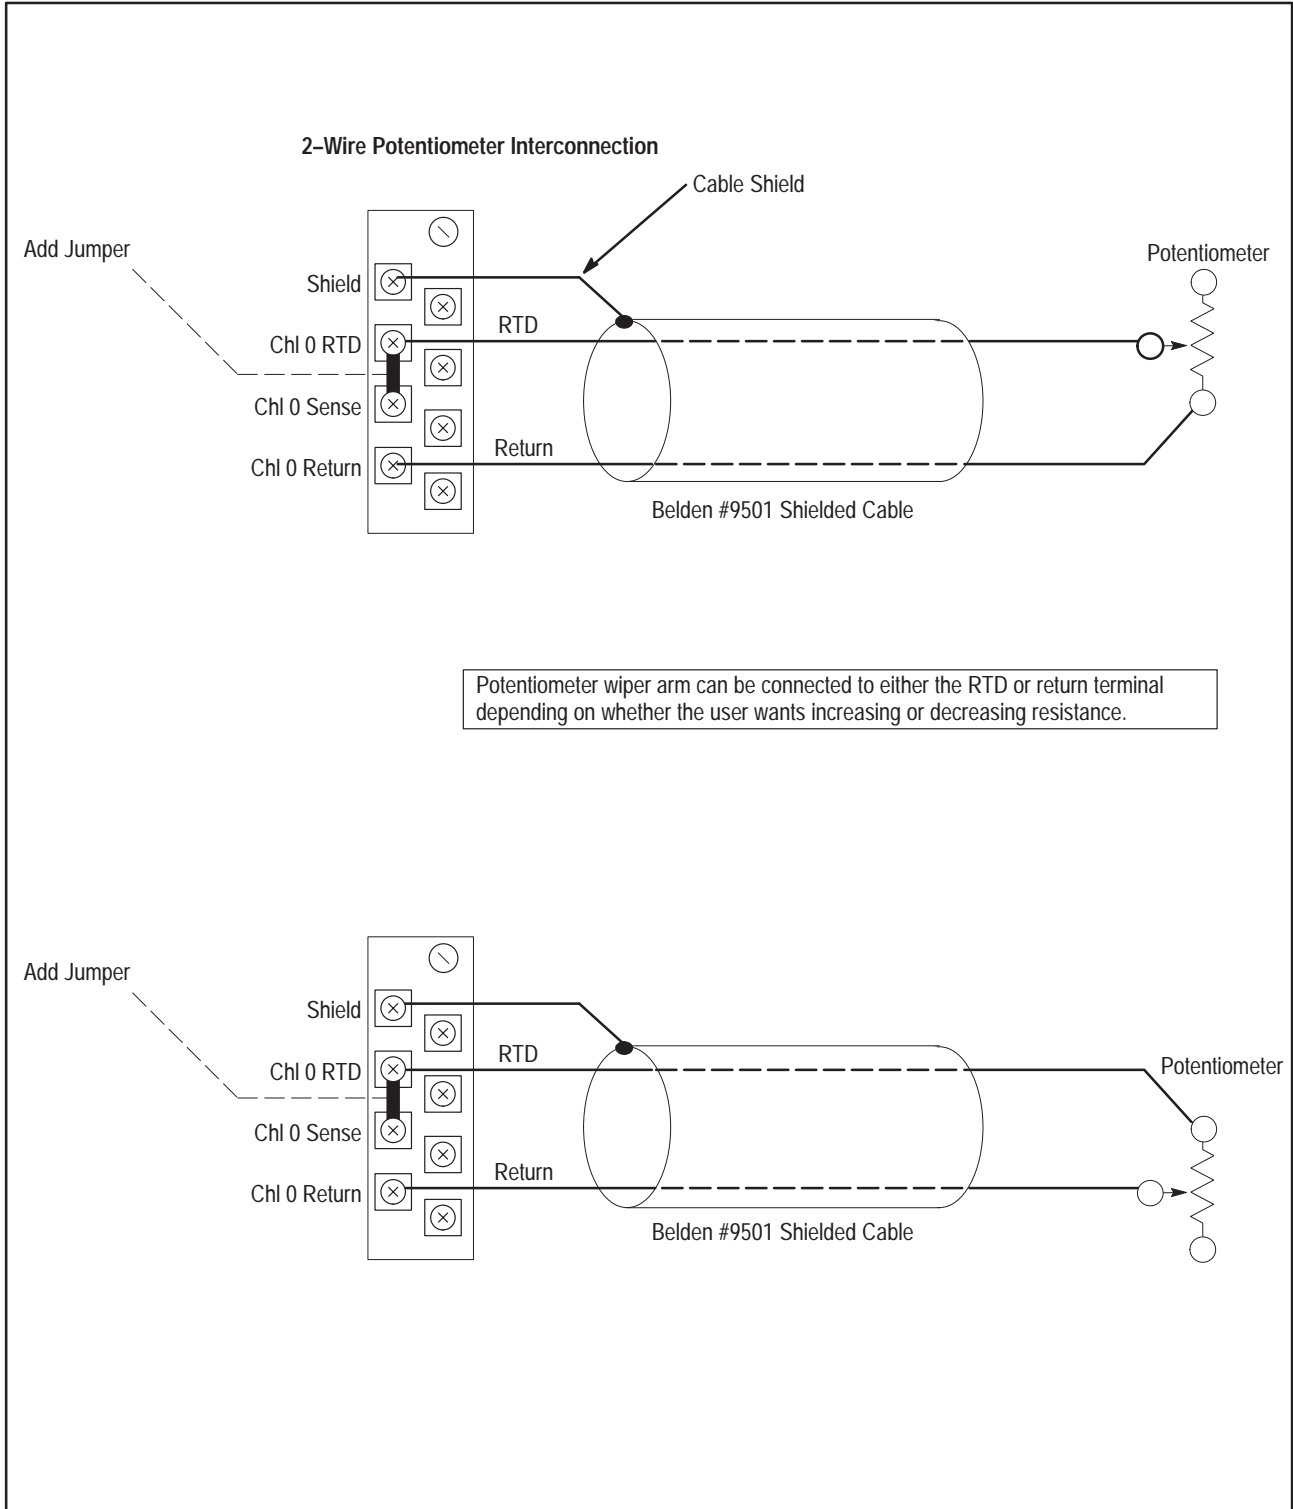 2–Wire Potentiometer Interconnection
Cable Shield
Add Jumper
Potentiometer
Shield
RTD
Chl 0 RTD
Chl 0 Sense
Return
Chl 0 Return
Belden #9501 Shielded Cable
Potentiometer wiper arm can be connected to either the RTD or return terminal
depending on whether the user wants increasing or decreasing resistance.
Add Jumper
Shield
RTD
Chl 0 RTD
Potentiometer
Chl 0 Sense
Return
Chl 0 Return
Belden #9501 Shielded Cable